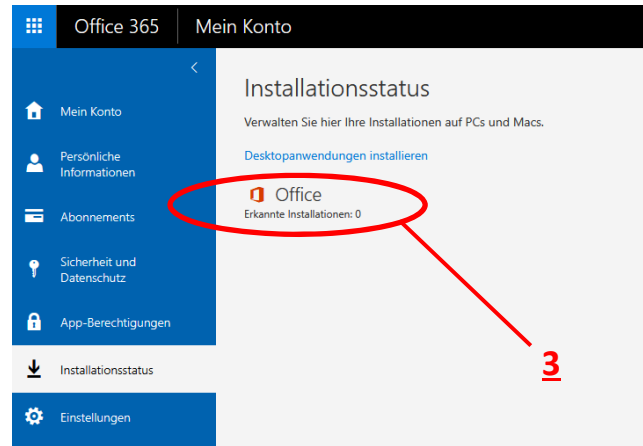 Office 365 Mein Konto
Mein Konto
Persönliche
Informationen
Abonnements
Sicherheit und
Datenschutz
App-Berechtigungen
Installationsstatus
Einstellungen
Installationsstatus
Verwalten Sie hier Ihre Installationen auf PCs und Macs.
Desktopanwendungen installieren
Office
Erkannte Installationen: 0
3